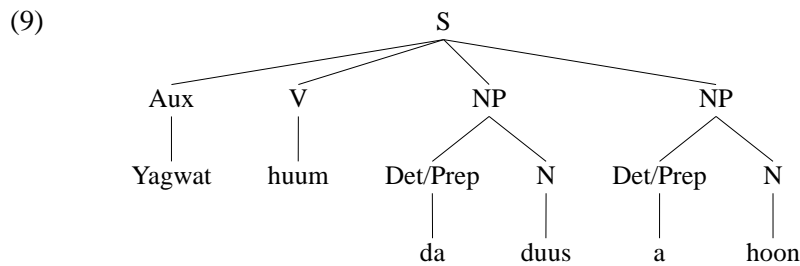 (9) S
Aux V NP NP
Yagwat huum Det/Prep N Det/Prep N
da duus a hoon